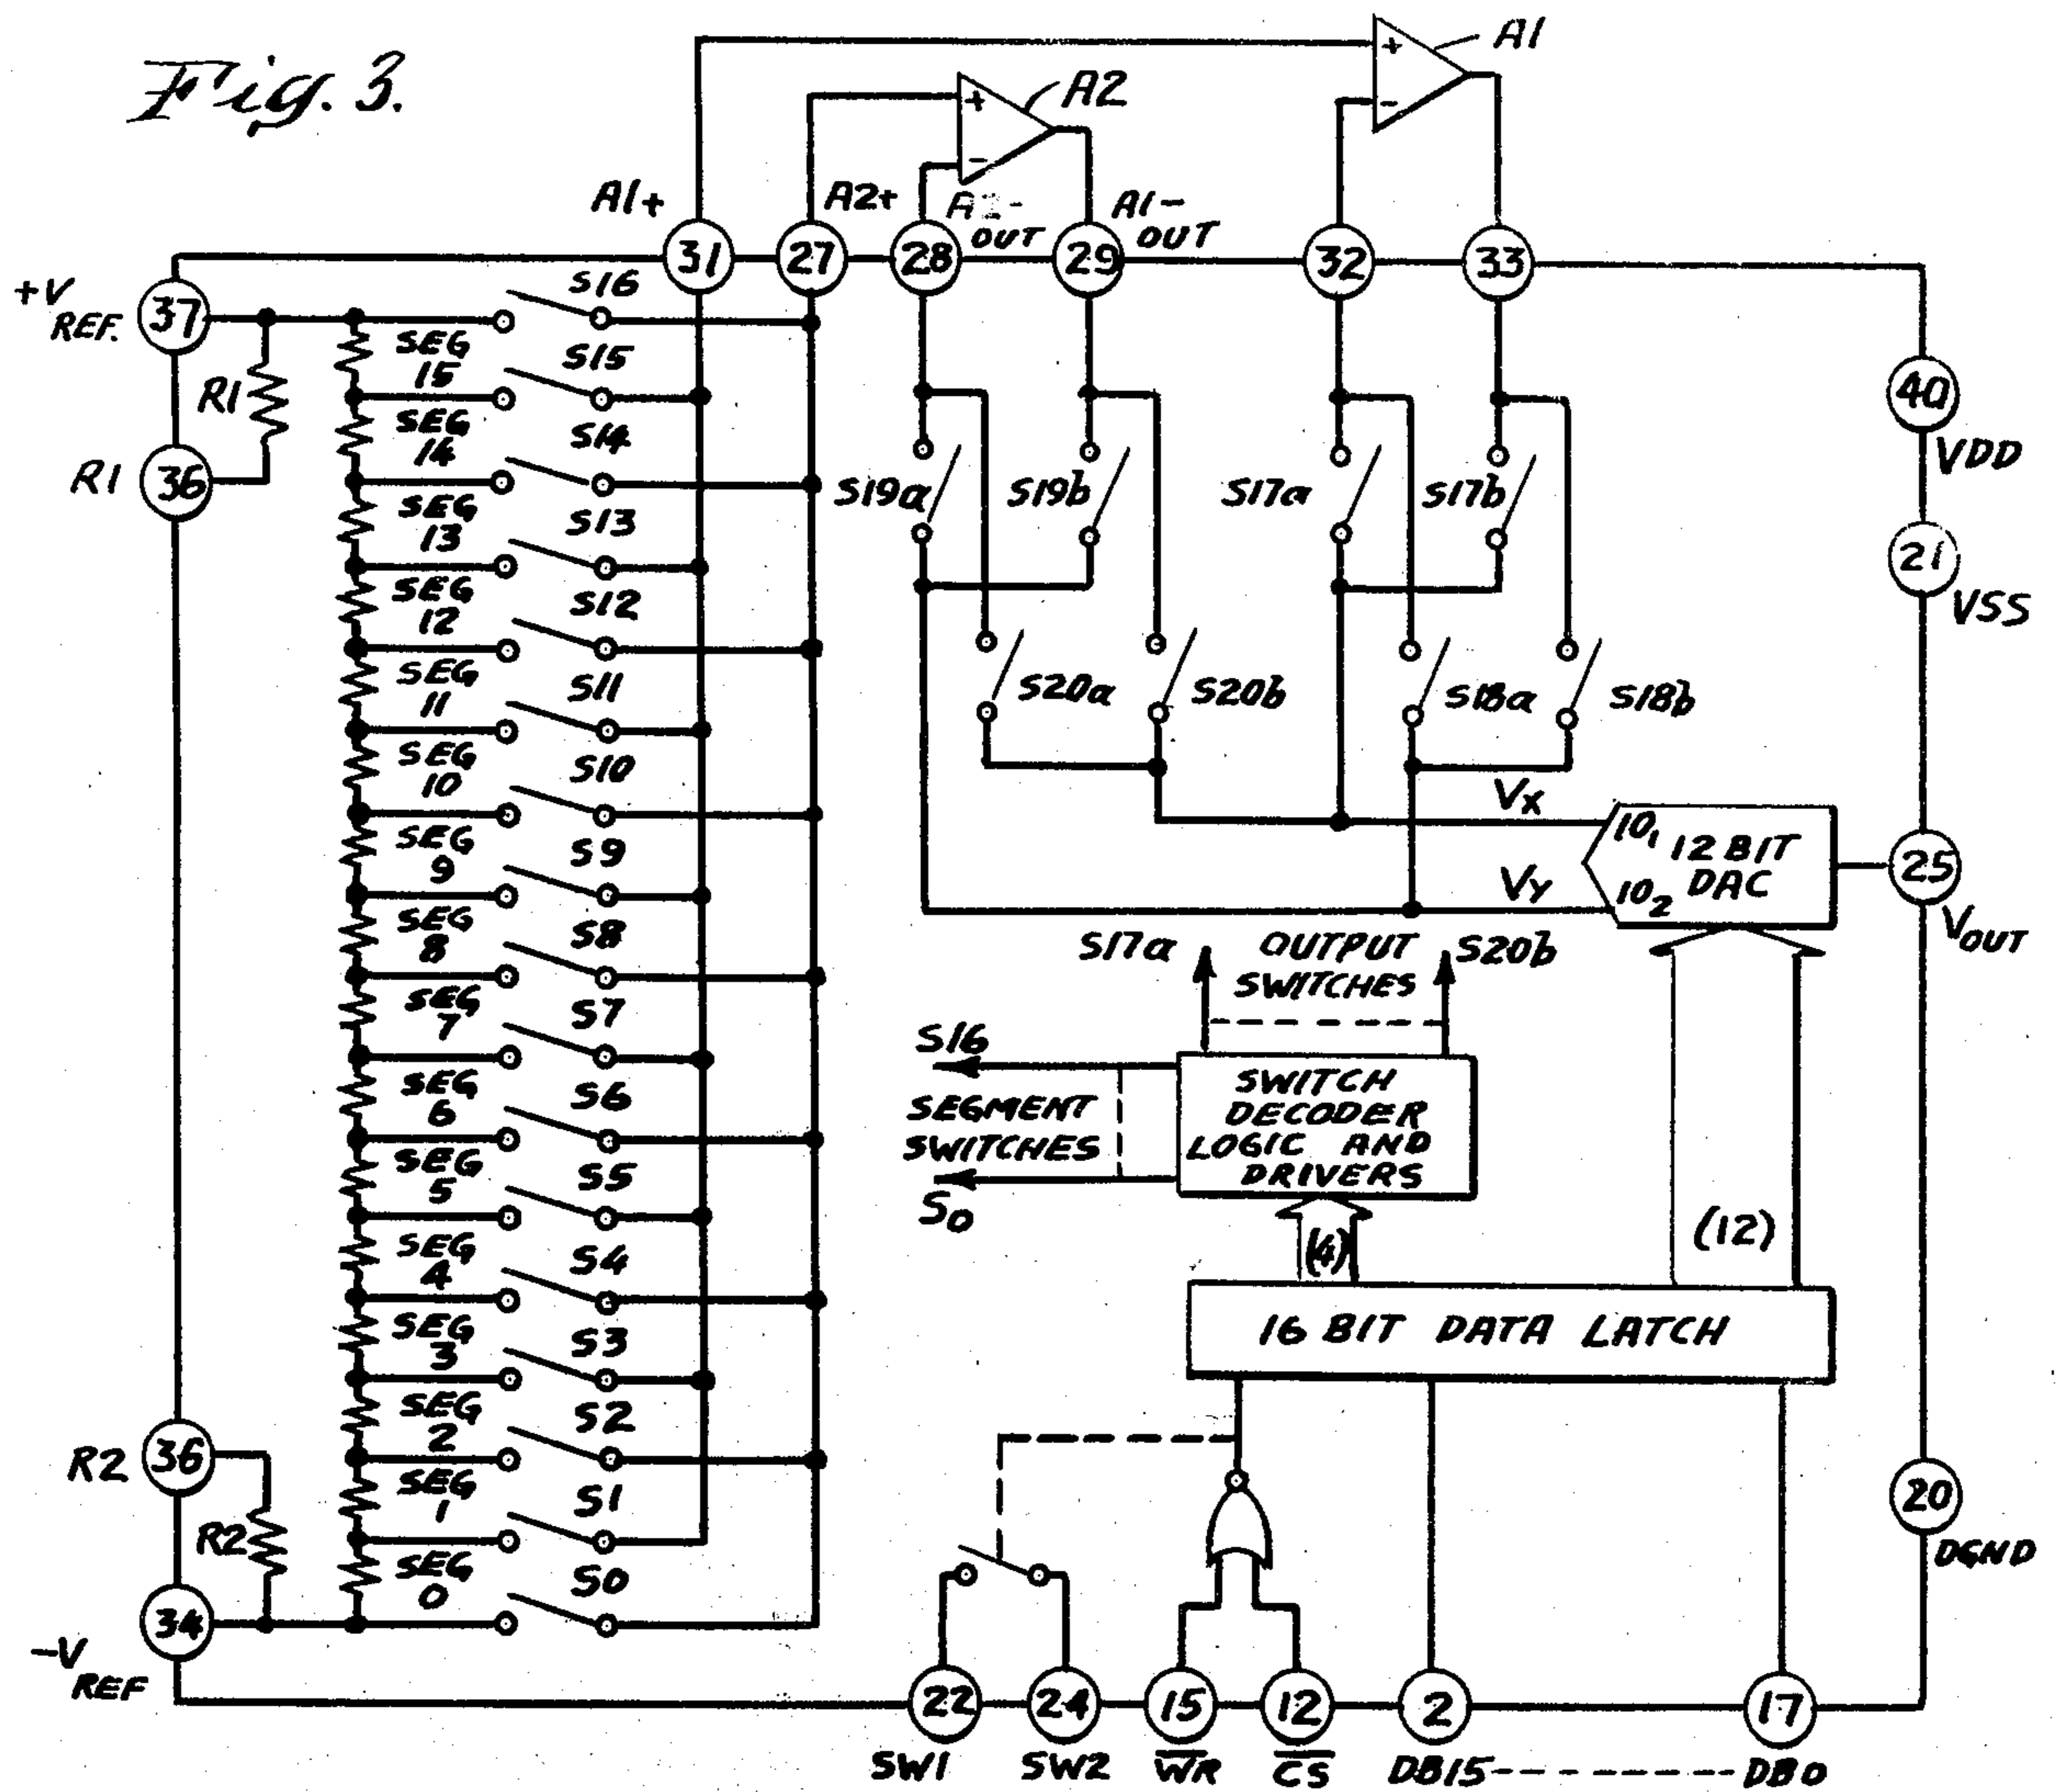 Fig. 3.
A1
A2
A1+
A2+
OUT
A1-
OUT
+
-
+
-
31
27
28
29
32
33
+V
REF.
37
R1
R1
36
SEG
15
SEG
14
SEG
13
SEG
12
SEG
11
SEG
10
SEG
9
SEG
8
SEG
7
SEG
6
SEG
5
SEG
4
SEG
3
SEG
2
SEG
1
SEG
0
S16
S15
S14
S13
S12
S11
S10
S9
S8
S7
S6
S5
S4
S3
S2
S1
S0
S19a
S19b
S17a
S17b
S20a
S20b
S18a
S18b
40
VDD
21
VSS
VX
VY
10₁
12 BIT
DAC
10₂
25
VOUT
S17a
OUTPUT
SWITCHES
S20b
S16
SEGMENT
SWITCHES
S0
SWITCH
DECODER
LOGIC AND
DRIVERS
(4)
(12)
16 BIT DATA LATCH
R2
36
R2
34
-V
REF
20
DGND
22
24
15
12
2
17
SW1
SW2
W̅R̅
C̅S̅
DB15----------DB0